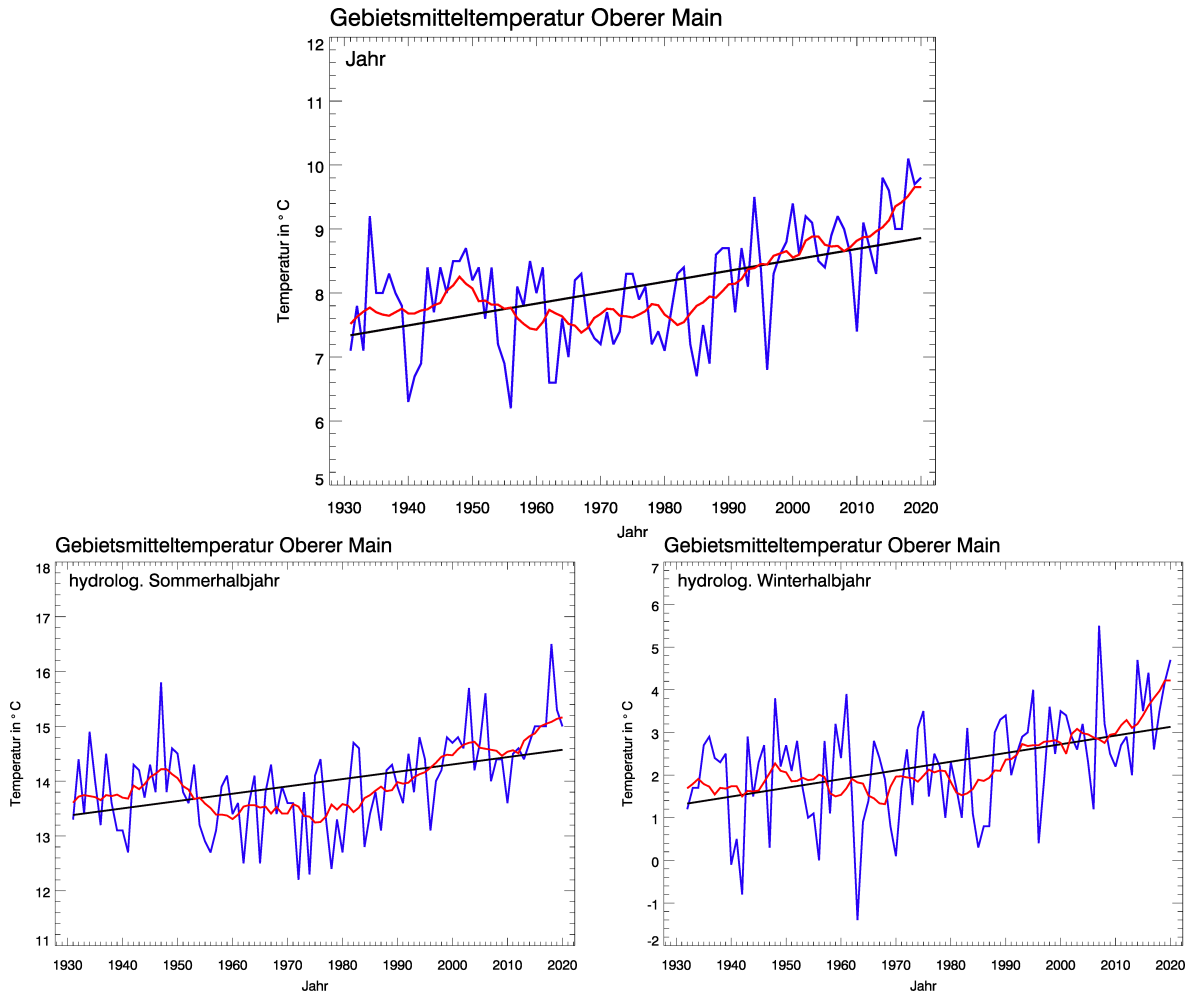 Gebietsmitteltemperatur Oberer Main
Jahr
12
11
10
9
8
7
6
5
Temperatur in ° C
1930 1940 1950 1960 1970 1980 1990 2000 2010 2020
Jahr
Gebietsmitteltemperatur Oberer Main
hydrolog. Sommerhalbjahr
18
17
16
15
14
13
12
11
Temperatur in ° C
1930 1940 1950 1960 1970 1980 1990 2000 2010 2020
Jahr
Gebietsmitteltemperatur Oberer Main
hydrolog. Winterhalbjahr
7
6
5
4
3
2
1
0
-1
-2
Temperatur in ° C
1930 1940 1950 1960 1970 1980 1990 2000 2010 2020
Jahr